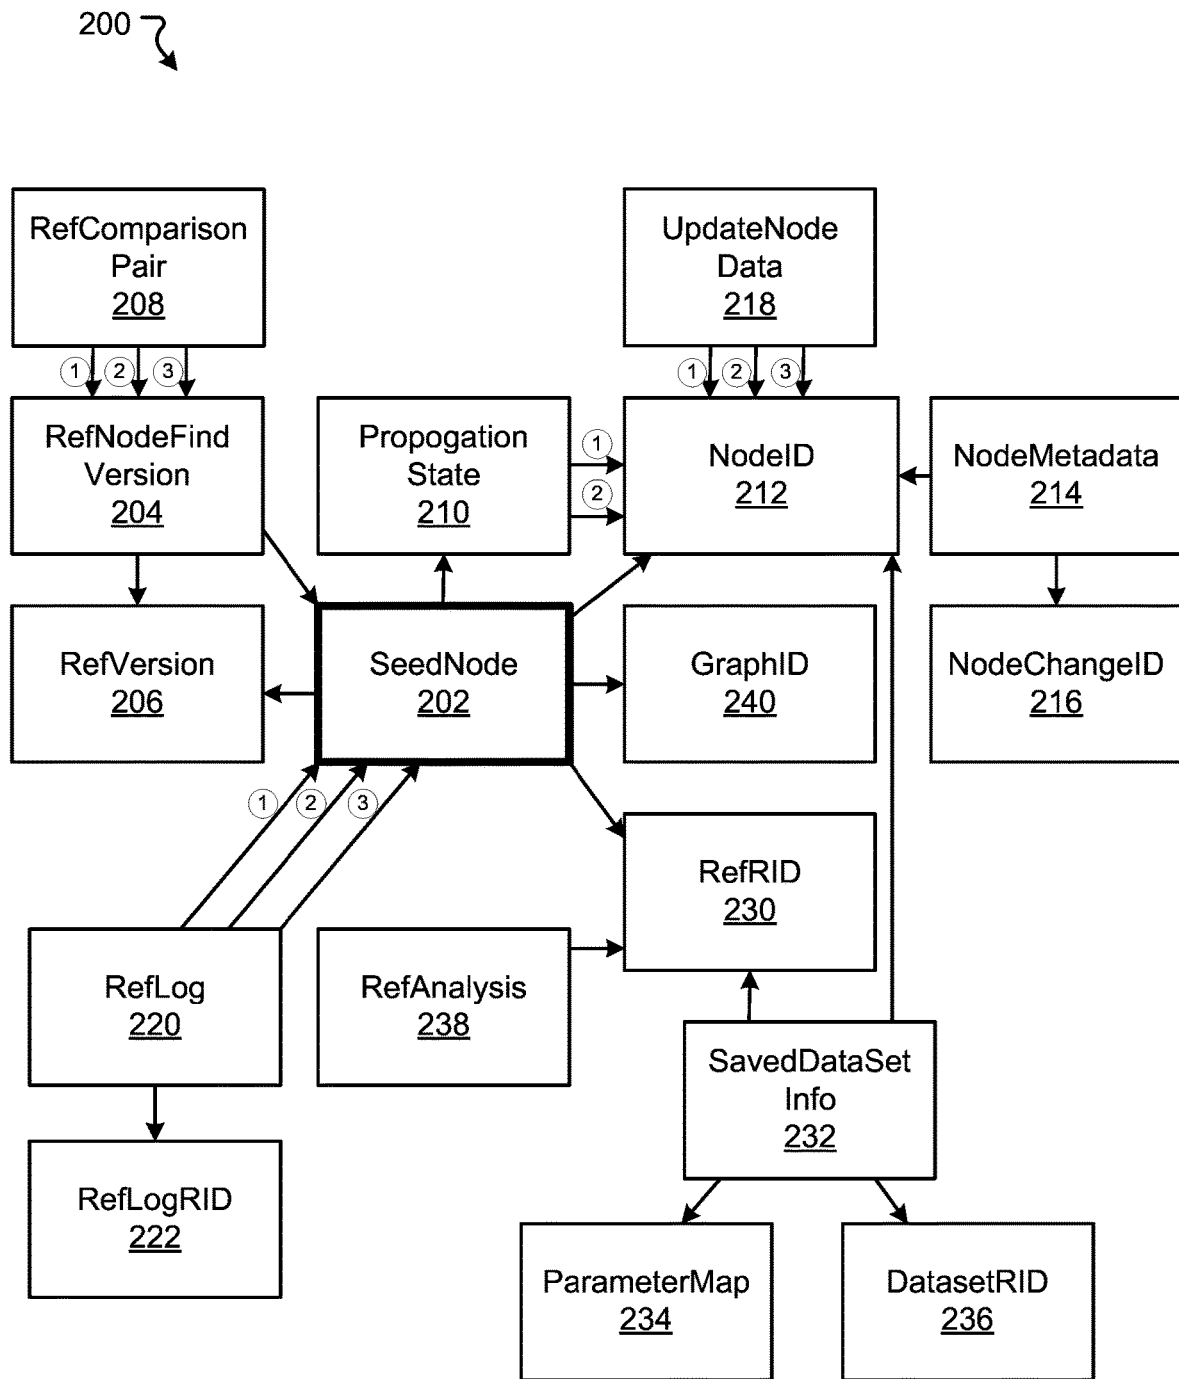 200
RefComparison
Pair
208
UpdateNode
Data
218
1
2
3
1
2
3
RefNodeFind
Version
204
Propogation
State
210
1
2
NodeID
212
NodeMetadata
214
RefVersion
206
SeedNode
202
GraphID
240
NodeChangeID
216
1
2
3
RefRID
230
RefLog
220
RefAnalysis
238
SavedDataSet
Info
232
RefLogRID
222
ParameterMap
234
DatasetRID
236